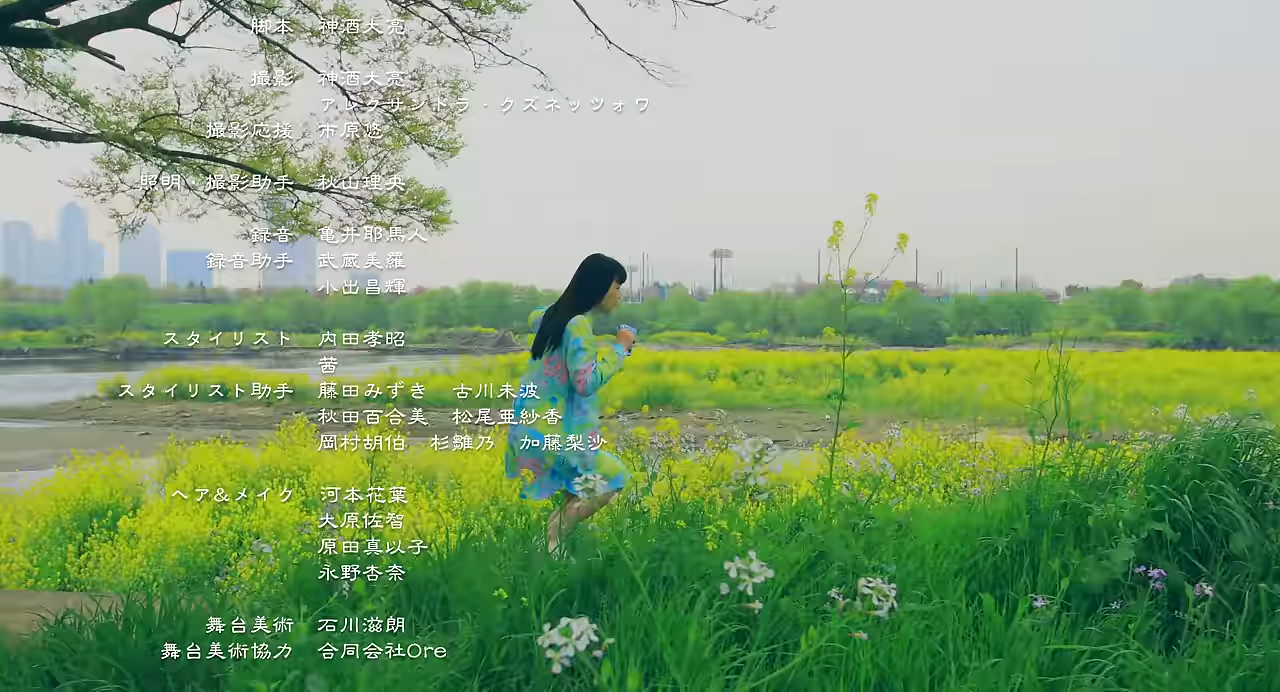 脚本 神酒大亮
撮影 神酒大亮
アレクサンドラ・クズネッツォワ
撮影応援 市原悠
照明 撮影助手 秋山理央
録音 亀井耶馬人
録音助手 武蔵美羅
小出昌輝
スタイリスト 内田孝昭
茜
スタイリスト助手 藤田みずき 古川未波
秋田百合美 松尾亜紗香
岡村胡伯 杉雛乃 加藤梨沙
ヘア&メイク 河本花葉
大原佐智
原田真以子
永野杏奈
舞台美術 石川滋朗
舞台美術協力 合同会社Ore